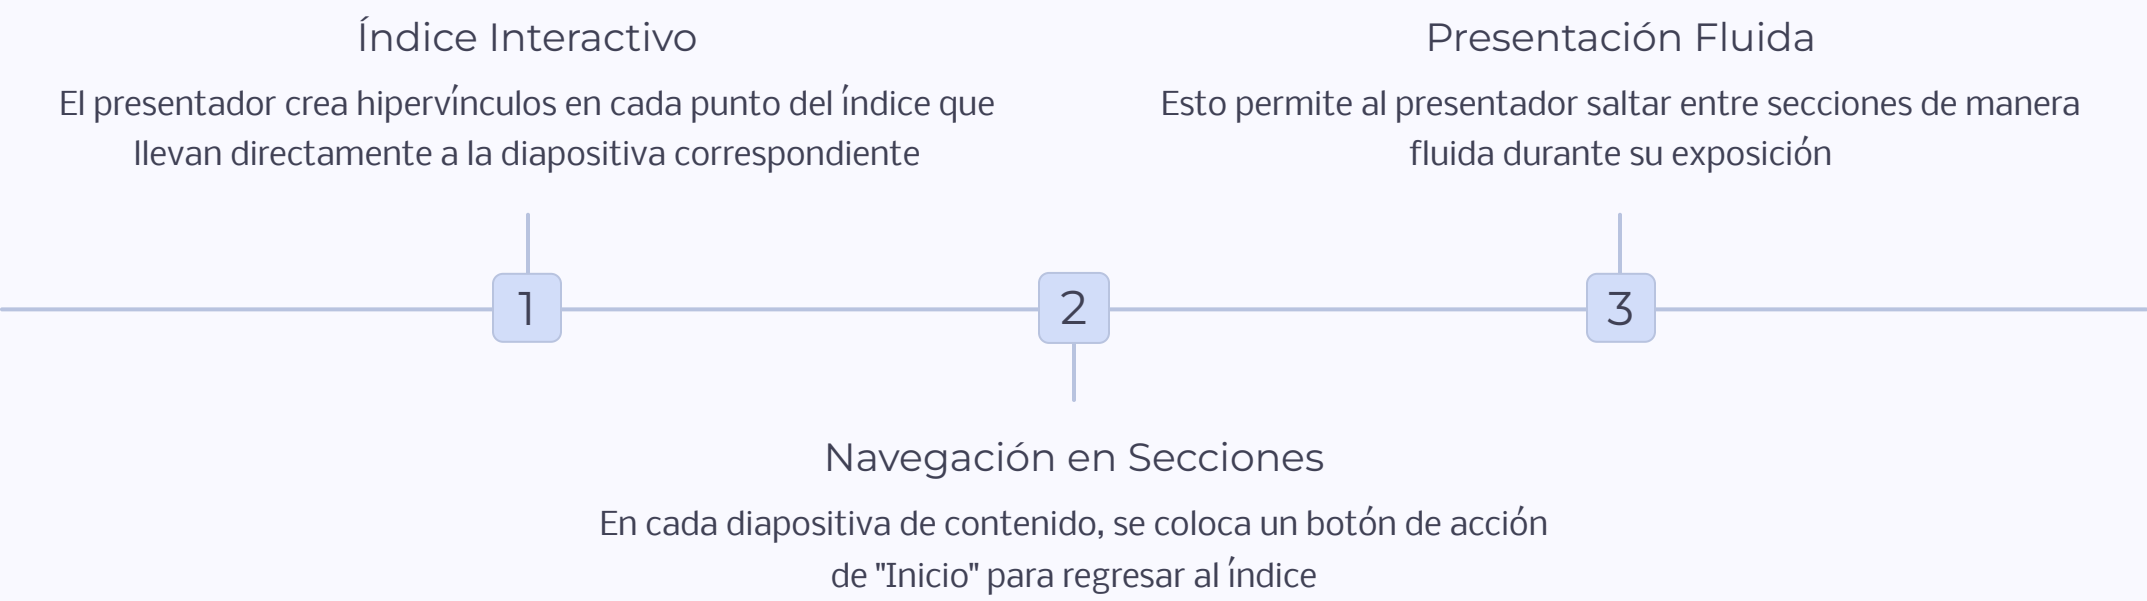 Índice Interactivo
El presentador crea hipervínculos en cada punto del índice que
llevan directamente a la diapositiva correspondiente
Presentación Fluida
Esto permite al presentador saltar entre secciones de manera
fluida durante su exposición
1
2
3
Navegación en Secciones
En cada diapositiva de contenido, se coloca un botón de acción
de "Inicio" para regresar al índice